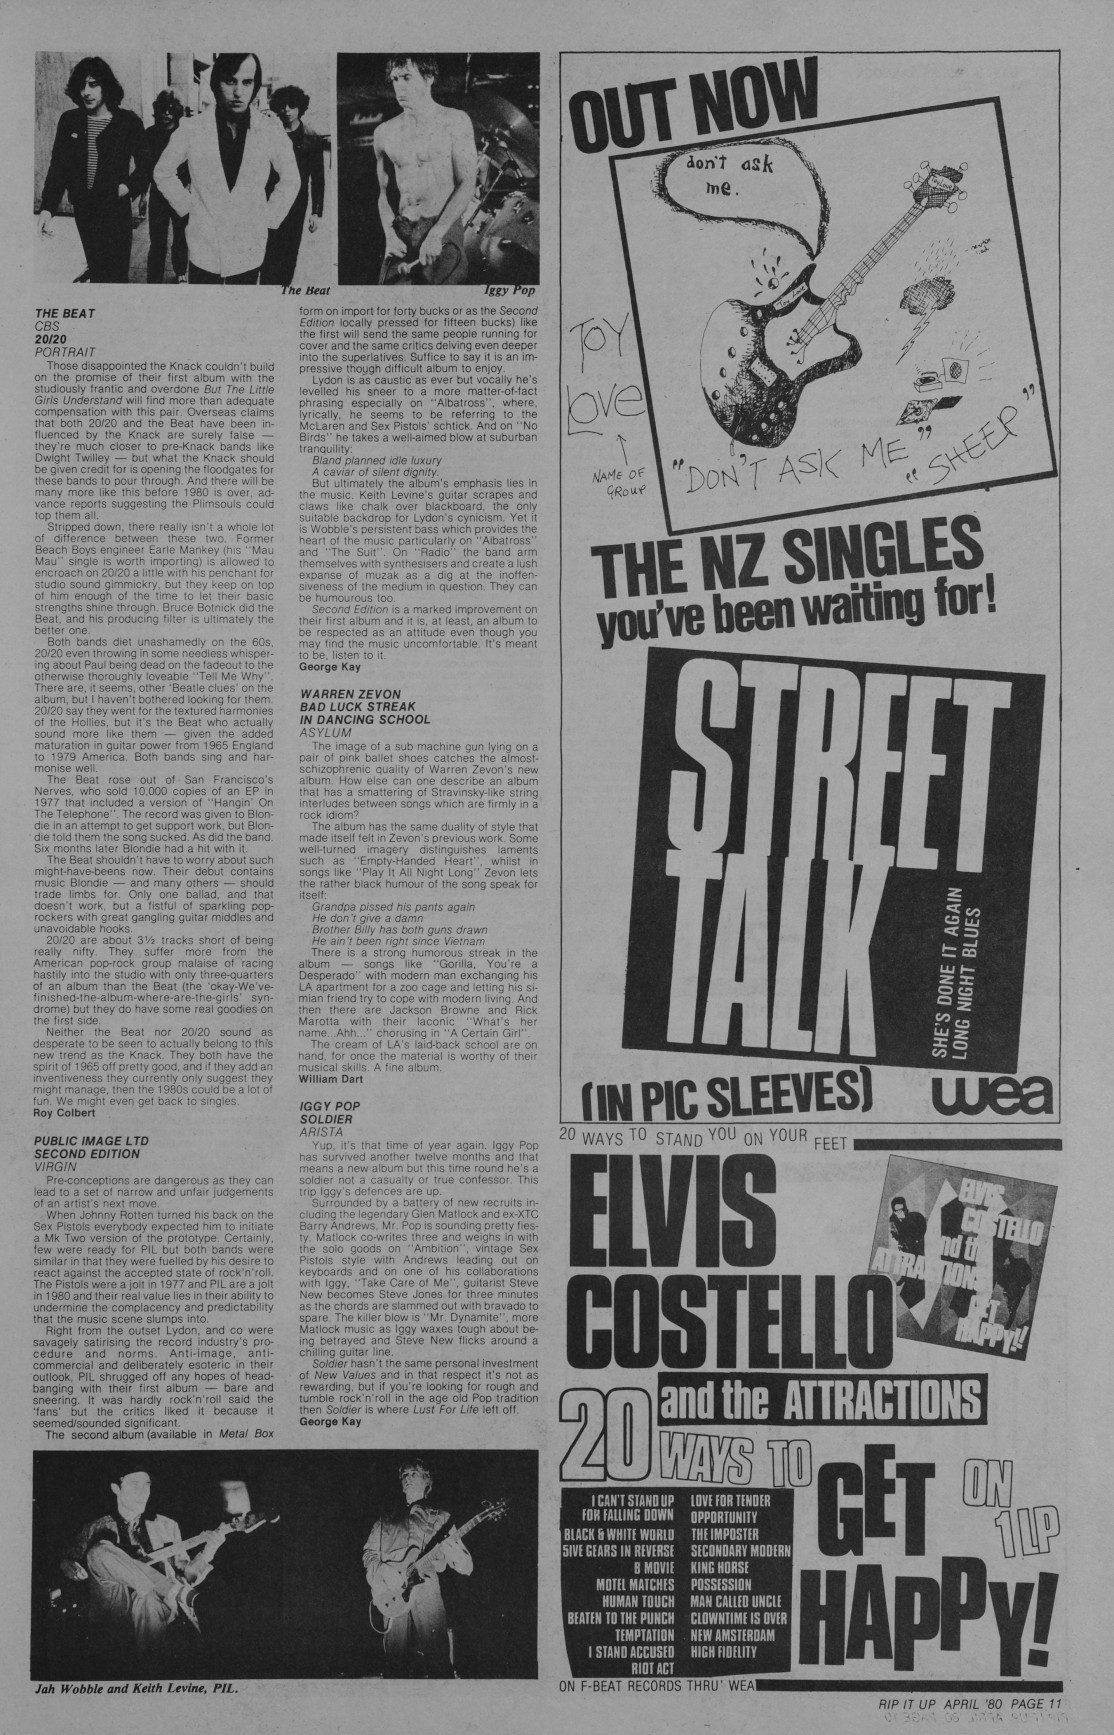 The Beat
Iggy Pop
THE BEAT
CBS
20/20
PORTRAIT
Those disappointed the Knack couldn't build
on the promise of their first album with the
studiously frantic and overdone But The Little
Girls Understand will find more than adequate
compensation with this pair. Overseas claims
that both 20/20 and the Beat have been in-
fluenced by the Knack are surely false —
they're much closer to pre-Knack bands like
Dwight Twilley — but what the Knack should
be given credit for is opening the floodgates for
these bands to pour through. And there will be
many more like this before 1980 is over, ad-
vance reports suggesting the Plimsouls could
top them all.
Stripped down, there really isn't a whole lot
of difference between these two. Former
Beach Boys engineer Earle Mankey (his "Mau
Mau" single is worth importing) is allowed to
encroach on 20/20 a little with his penchant for
studio sound gimmickry, but they keep on top
of him enough of the time to let their basic
strengths shine through. Bruce Botnick did the
Beat, and his producing filter is ultimately the
better one.
Both bands diet unashamedly on the 60s,
20/20 even throwing in some needless whisper-
ing about Paul being dead on the fadeout to the
otherwise thoroughly loveable "Tell Me Why".
There are, it seems, other 'Beatle clues' on the
album, but I haven't bothered looking for them.
20/20 say they went for the textured harmonies
of the Hollies, but it's the Beat who actually
sound more like them — given the added
maturation in guitar power from 1965 England
to 1979 America. Both bands sing and har-
monise well.
The Beat rose out of San Francisco's
Nerves, who sold 10,000 copies of an EP in
1977 that included a version of "Hangin' On
The Telephone". The record was given to Blon-
die in an attempt to get support work, but Blon-
die told them the song sucked. As did the band.
Six months later Blondie had a hit with it.
The Beat shouldn't have to worry about such
might-have-beens now. Their debut contains
music Blondie — and many others — should
trade limbs for. Only one ballad, and that
doesn't work, but a fistful of sparkling pop-
rockers with great gangling guitar middles and
unavoidable hooks.
20/20 are about 3½ tracks short of being
really nifty. They suffer more from the
American pop-rock group malaise of racing
hastily into the studio with only three-quarters
of an album than the Beat (the 'okay-We've-
finished-the-album-where-are-the-girls' syn-
drome) but they do have some real goodies on
the first side.
Neither the Beat nor 20/20 sound as
desperate to be seen to actually belong to this
new trend as the Knack. They both have the
spirit of 1965 off pretty good, and if they add an
inventiveness they currently only suggest they
might manage, then the 1980s could be a lot of
fun. We might even get back to singles.
Roy Colbert
PUBLIC IMAGE LTD
SECOND EDITION
VIRGIN
Pre-conceptions are dangerous as they can
lead to a set of narrow and unfair judgements
of an artist's next move.
When Johnny Rotten turned his back on the
Sex Pistols everybody expected him to initiate
a Mk Two version of the prototype. Certainly,
few were ready for PIL but both bands were
similar in that they were fuelled by his desire to
react against the accepted state of rock'n'roll.
The Pistols were a jolt in 1977 and PIL are a jolt
in 1980 and their real value lies in their ability to
undermine the complacency and predictability
that the music scene slumps into.
Right from the outset Lydon, and co were
savagely satirising the record industry's pro-
cedure and norms. Anti-image, anti-
commercial and deliberately esoteric in their
outlook, PIL shrugged off any hopes of head-
banging with their first album — bare and
sneering. It was hardly rock'n'roll said the
'fans' but the critics liked it because it
seemed/sounded significant.
The second album (available in Metal Box
form on import for forty bucks or as the Second
Edition locally pressed for fifteen bucks) like
the first will send the same people running for
cover and the same critics delving even deeper
into the superlatives. Suffice to say it is an im-
pressive though difficult album to enjoy.
Lydon is as caustic as ever but vocally he's
levelled his sneer to a more matter-of-fact
phrasing especially on "Albatross", where,
lyrically, he seems to be referring to the
McLaren and Sex Pistols' schtick. And on "No
Birds" he takes a well-aimed blow at suburban
tranquility:
Bland planned idle luxury
A caviar of silent dignity.
But ultimately the album's emphasis lies in
the music. Keith Levine's guitar scrapes and
claws like chalk over blackboard, the only
suitable backdrop for Lydon's cynicism. Yet it
is Wobble's persistent bass which provides the
heart of the music particularly on "Albatross"
and "The Suit". On "Radio" the band arm
themselves with synthesisers and create a lush
expanse of muzak as a dig at the inoffen-
siveness of the medium in question. They can
be humourous too.
Second Edition is a marked improvement on
their first album and it is, at least, an album to
be respected as an attitude even though you
may find the music uncomfortable. It's meant
to be, listen to it.
George Kay
WARREN ZEVON
BAD LUCK STREAK
IN DANCING SCHOOL
ASYLUM
The image of a sub machine gun lying on a
pair of pink ballet shoes catches the almost-
schizophrenic quality of Warren Zevon's new
album. How else can one describe an album
that has a smattering of Stravinsky-like string
interludes between songs which are firmly in a
rock idiom?
The album has the same duality of style that
made itself felt in Zevon's previous work. Some
well-turned imagery distinguishes laments
such as "Empty-Handed Heart", whilst in
songs like "Play It All Night Long" Zevon lets
the rather black humour of the song speak for
itself:
Grandpa pissed his pants again
He don't give a damn
Brother Billy has both guns drawn
He ain't been right since Vietnam
There is a strong humorous streak in the
album — songs like "Gorilla, You're a
Desperado" with modern man exchanging his
LA apartment for a zoo cage and letting his si-
mian friend try to cope with modern living. And
then there are Jackson Browne and Rick
Marotta with their laconic "What's her
name...Ahh..." chorusing in "A Certain Girl".
The cream of LA's laid-back school are on
hand, for once the material is worthy of their
musical skills. A fine album.
William Dart
IGGY POP
SOLDIER
ARISTA
Yup, it's that time of year again. Iggy Pop
has survived another twelve months and that
means a new album but this time round he's a
soldier not a casualty or true confessor. This
trip Iggy's defences are up.
Surrounded by a battery of new recruits in-
cluding the legendary Glen Matlock and ex-XTC
Barry Andrews, Mr. Pop is sounding pretty fies-
ty. Matlock co-writes three and weighs in with
the solo goods on "Ambition", vintage Sex
Pistols style with Andrews leading out on
keyboards and on one of his collaborations
with Iggy, "Take Care of Me", guitarist Steve
New becomes Steve Jones for three minutes
as the chords are slammed out with bravado to
spare. The killer blow is "Mr. Dynamite", more
Matlock music as Iggy waxes tough about be-
ing betrayed and Steve New flicks around a
chilling guitar line.
Soldier hasn't the same personal investment
of New Values and in that respect it's not as
rewarding, but if you're looking for rough and
tumble rock'n'roll in the age old Pop tradition
then Soldier is where Lust For Life left off.
George Kay
Jah Wobble and Keith Levine, PIL.
OUT NOW
don't ask
me.
Toy Love
Toy Love
TOY
LOVE
NAME OF
GROUP
"DON'T ASK ME"
"SHEEP"
THE NZ SINGLES
you've been waiting for!
STREET
TALK
SHE'S DONE IT AGAIN
LONG NIGHT BLUES
(IN PIC SLEEVES)
wea
20 WAYS TO STAND YOU ON YOUR FEET
ELVIS
COSTELLO
ELVIS
COSTELLO
and the
ATTRACTIONS
GET
HAPPY!!
and the ATTRACTIONS
20 WAYS TO
GET
HAPPY!
ON
1 LP
I CAN'T STAND UP
FOR FALLING DOWN
BLACK & WHITE WORLD
5IVE GEARS IN REVERSE
B MOVIE
MOTEL MATCHES
HUMAN TOUCH
BEATEN TO THE PUNCH
TEMPTATION
I STAND ACCUSED
RIOT ACT
LOVE FOR TENDER
OPPORTUNITY
THE IMPOSTER
SECONDARY MODERN
KING HORSE
POSSESSION
MAN CALLED UNCLE
CLOWNTIME IS OVER
NEW AMSTERDAM
HIGH FIDELITY
ON F-BEAT RECORDS THRU' WEA
RIP IT UP APRIL '80 PAGE 11